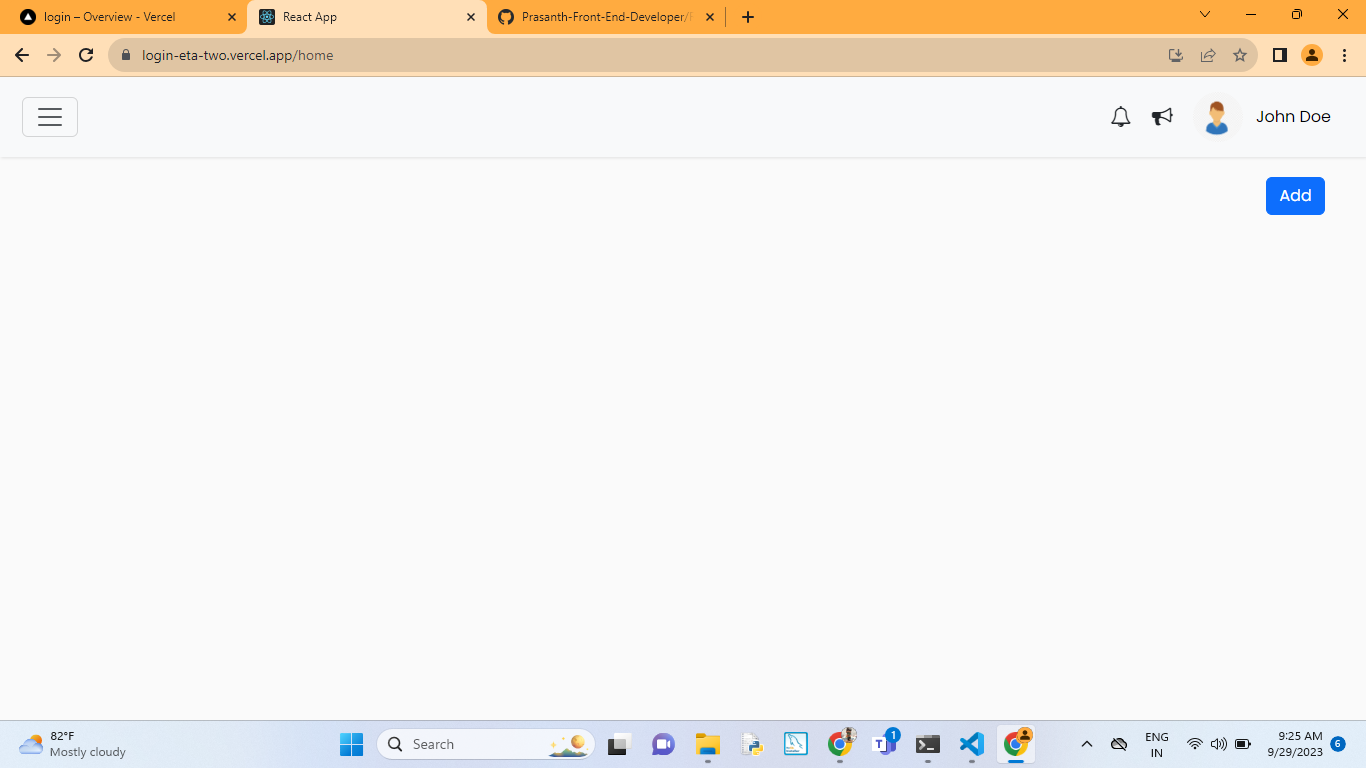 login – Overview - Vercel
React App
Prasanth-Front-End-Developer/
login-eta-two.vercel.app/home
John Doe
Add
82°F
Mostly cloudy
Search
1
ENG
IN
9:25 AM
9/29/2023
6